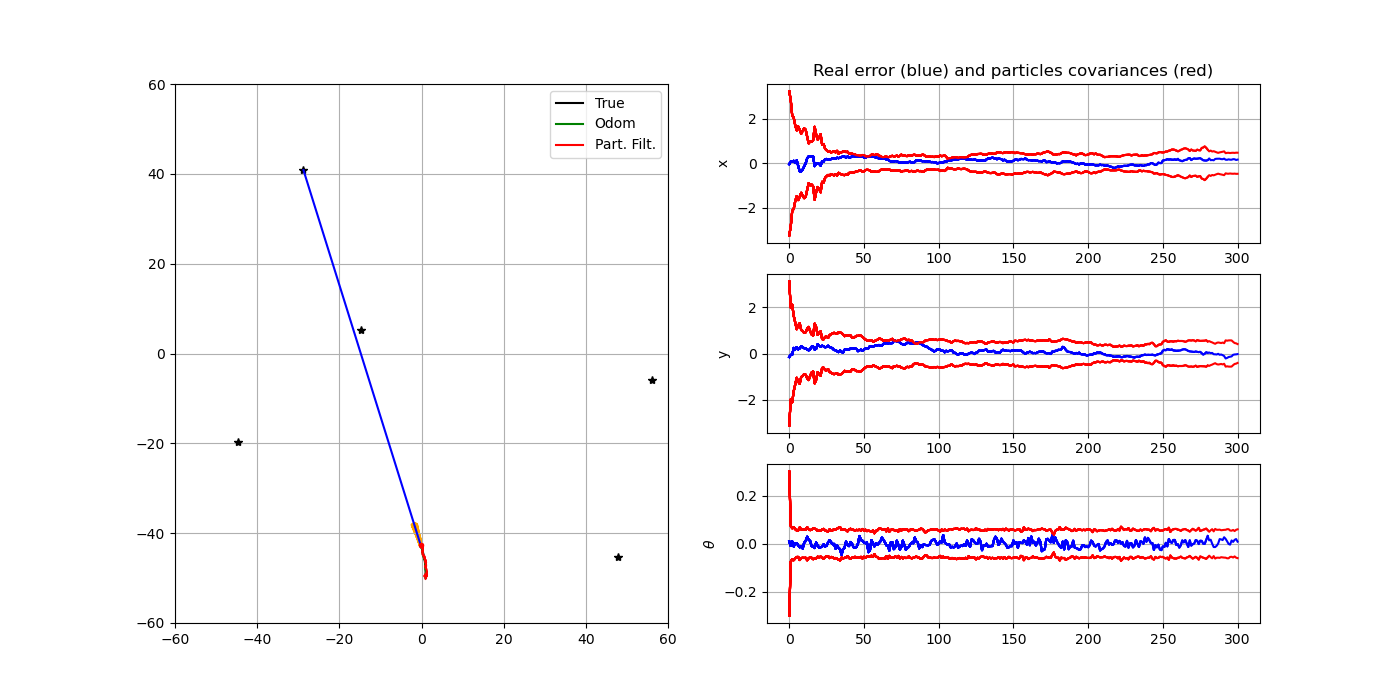 60
40
20
0
−20
−40
−60
−60 −40 −20 0 20 40 60
True
Odom
Part. Filt.
Real error (blue) and particles covariances (red)
x
2
0
−2
0 50 100 150 200 250 300
y
2
0
−2
0 50 100 150 200 250 300
θ
0.2
0.0
−0.2
0 50 100 150 200 250 300